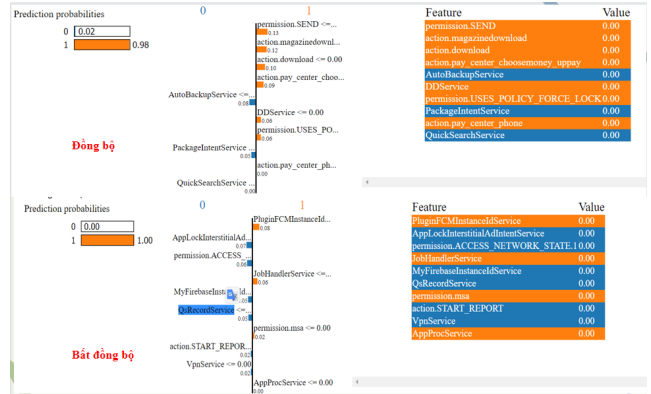 Prediction probabilities
0 0.02
1 0.98
Đồng bộ
0 1
permission.SEND <=...
0.13
action.magazinedownl...
0.12
action.download <= 0.00
0.10
action.pay_center_choo...
0.09
AutoBackupService <=...
0.08
DDService <= 0.00
0.06
permission.USES_PO...
0.06
PackageIntentService ...
0.05
action.pay_center_ph...
0.00
QuickSearchService ...
0.00
Feature Value
permission.SEND 0.00
action.magazinedownload 0.00
action.download 0.00
action.pay_center_choosemoney_uppay 0.00
AutoBackupService 0.00
DDService 0.00
permission.USES_POLICY_FORCE_LOCK 0.00
PackageIntentService 0.00
action.pay_center_phone 0.00
QuickSearchService 0.00
Prediction probabilities
0 0.00
1 1.00
Bất đồng bộ
0 1
PluginFCMInstanceId...
0.08
AppLockInterstitialAd...
0.07
permission.ACCESS_...
0.06
JobHandlerService <=...
0.06
0.05
QsRecordService <=...
0.05
permission.msa <= 0.00
0.02
action.START_REPOR...
0.02
VpnService <= 0.00
0.02
AppProcService <= 0.00
0.00
Feature Value
PluginFCMInstanceIdService 0.00
AppLockInterstitialAdIntentService 0.00
permission.ACCESS_NETWORK_STATE.1 0.00
JobHandlerService 0.00
MyFirebaseInstanceIdService 0.00
QsRecordService 0.00
permission.msa 0.00
action.START_REPORT 0.00
VpnService 0.00
AppProcService 0.00